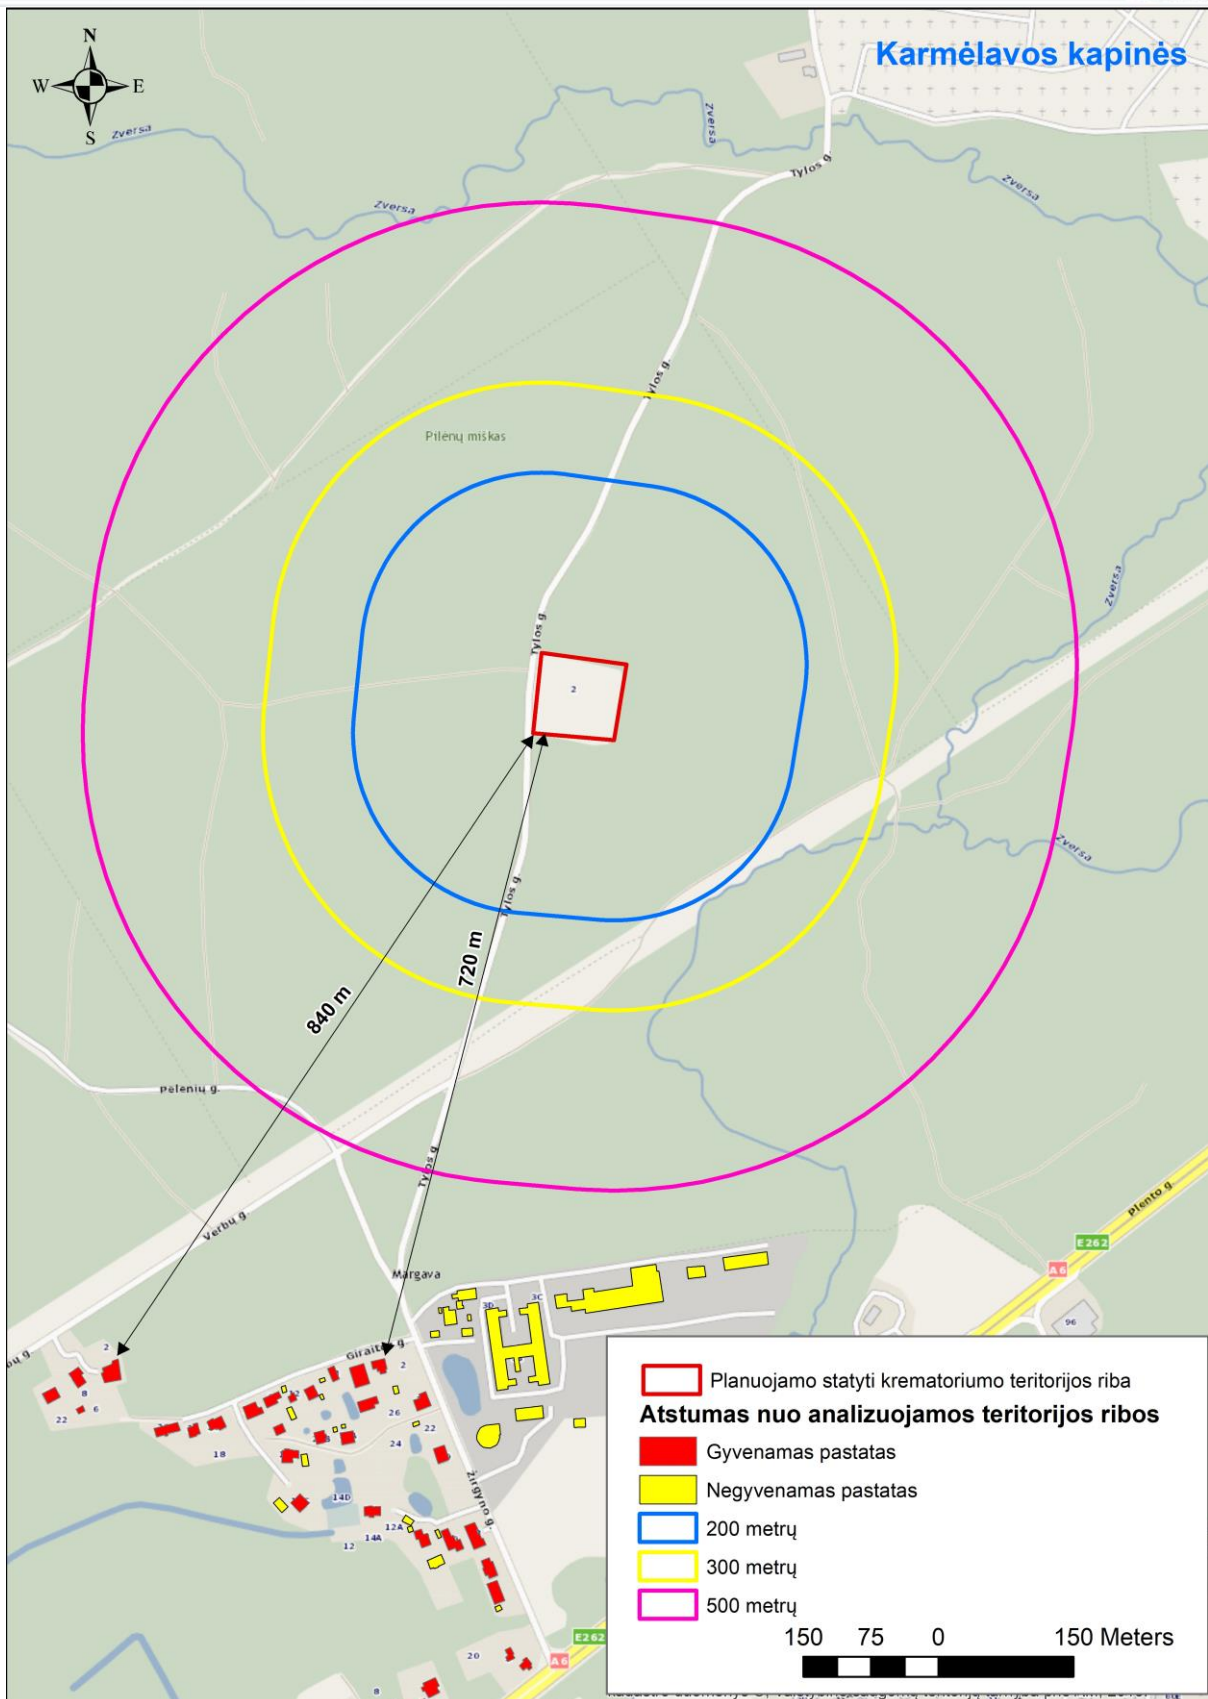 Karmėlavos kapinės
N
W E
S
Zversa
Zversa
Zversa
Zversa
Tylos g.
Tylos g.
Pilėnų miškas
Zversa
Tylos g.
2
Zversa
Tylos g.
720 m
840 m
Pelenių g.
Tylos g.
Verbų g.
Plento g.
E262
A6
Margava
3D
3C
96
Giraitės g.
2
2
8
6
22
18
26
22
24
14D
12A
14A
12
Žirgyno g.
20
8
E262
A6
Planuojamo statyti krematoriumo teritorijos riba
Atstumas nuo analizuojamos teritorijos ribos
Gyvenamas pastatas
Negyvenamas pastatas
200 metrų
300 metrų
500 metrų
150 75 0 150 Meters